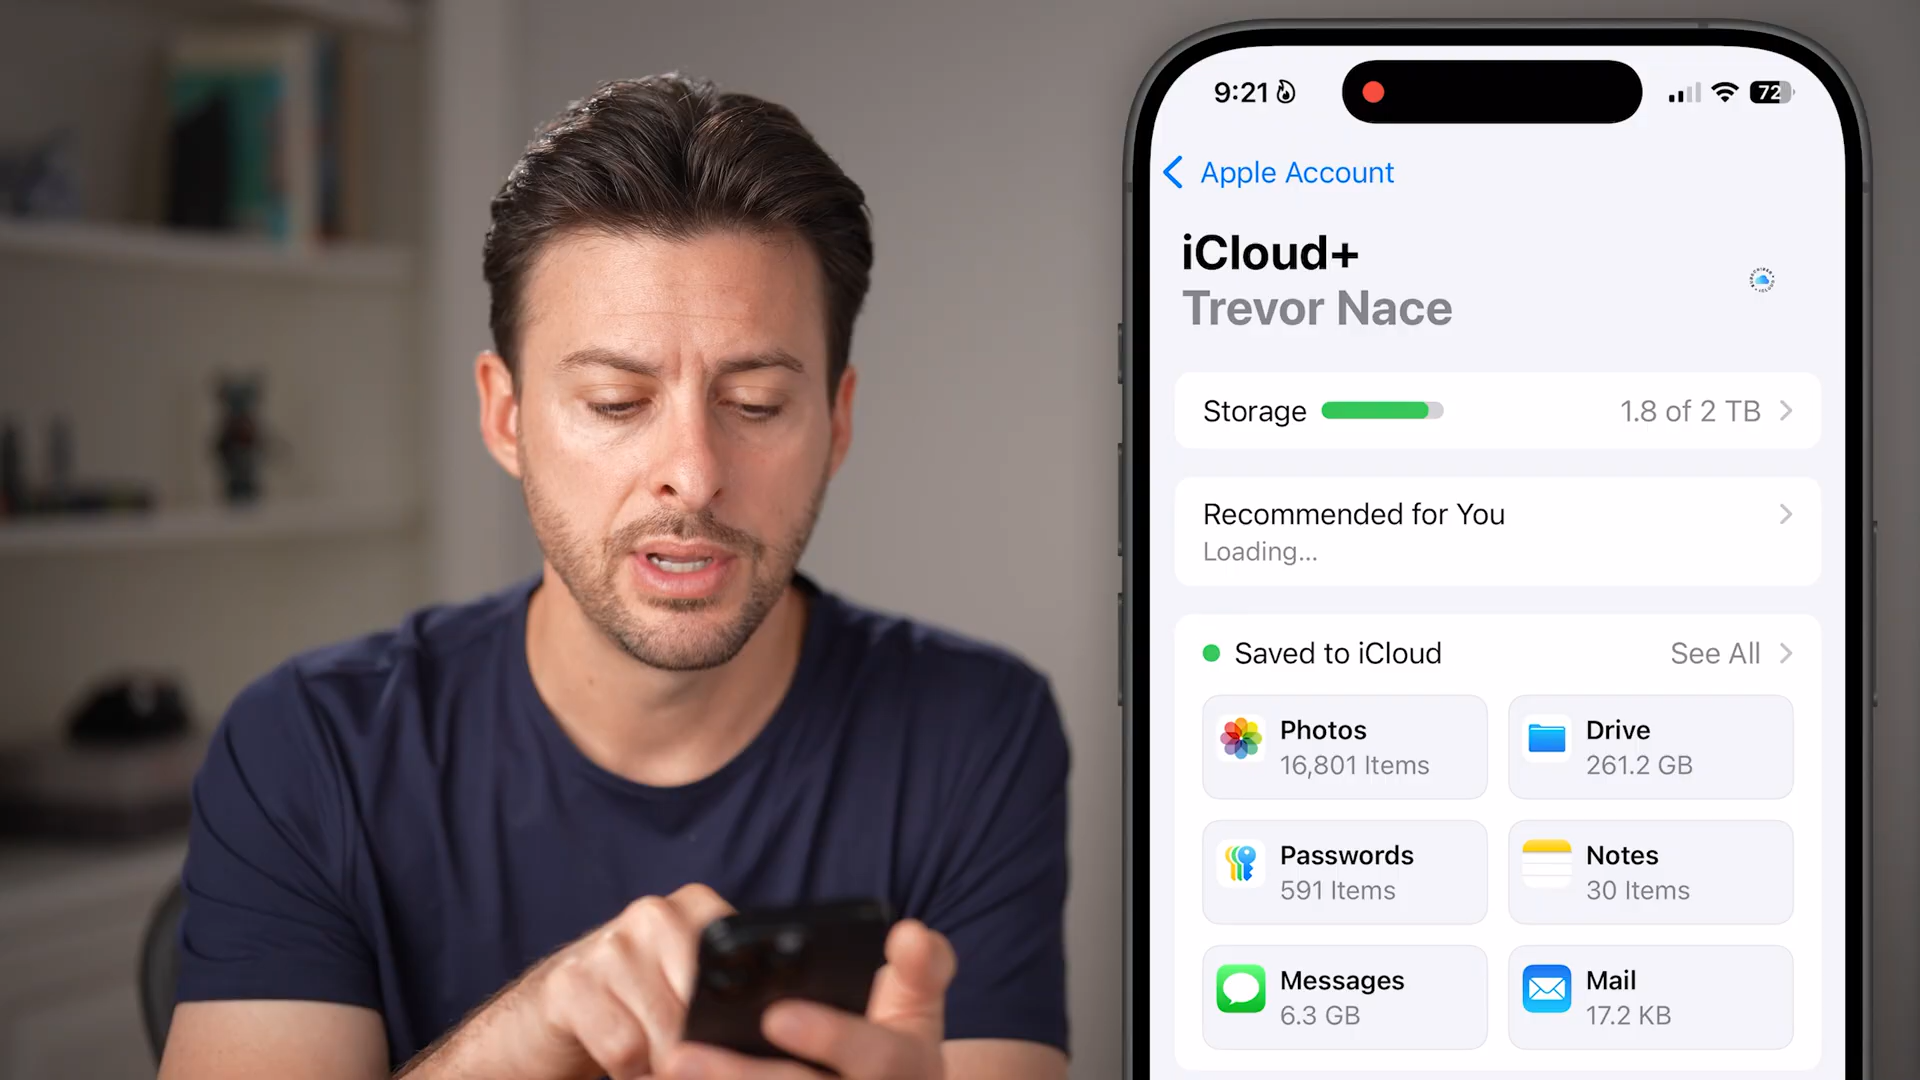 9:21
72
Apple Account
iCloud+
Trevor Nace
Storage
1.8 of 2 TB
Recommended for You
Loading...
Saved to iCloud
See All
Photos
16,801 Items
Drive
261.2 GB
Passwords
591 Items
Notes
30 Items
Messages
6.3 GB
Mail
17.2 KB